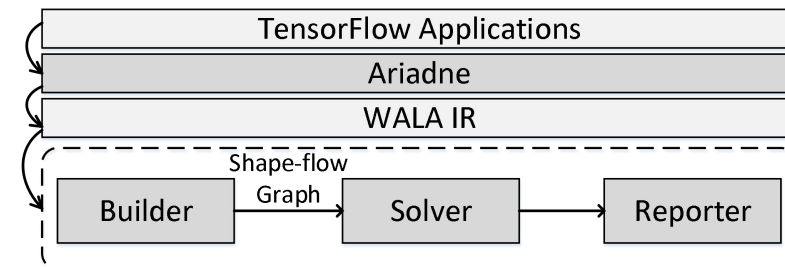 TensorFlow Applications
Ariadne
WALA IR
Shape-flow
Graph
Builder
Solver
Reporter